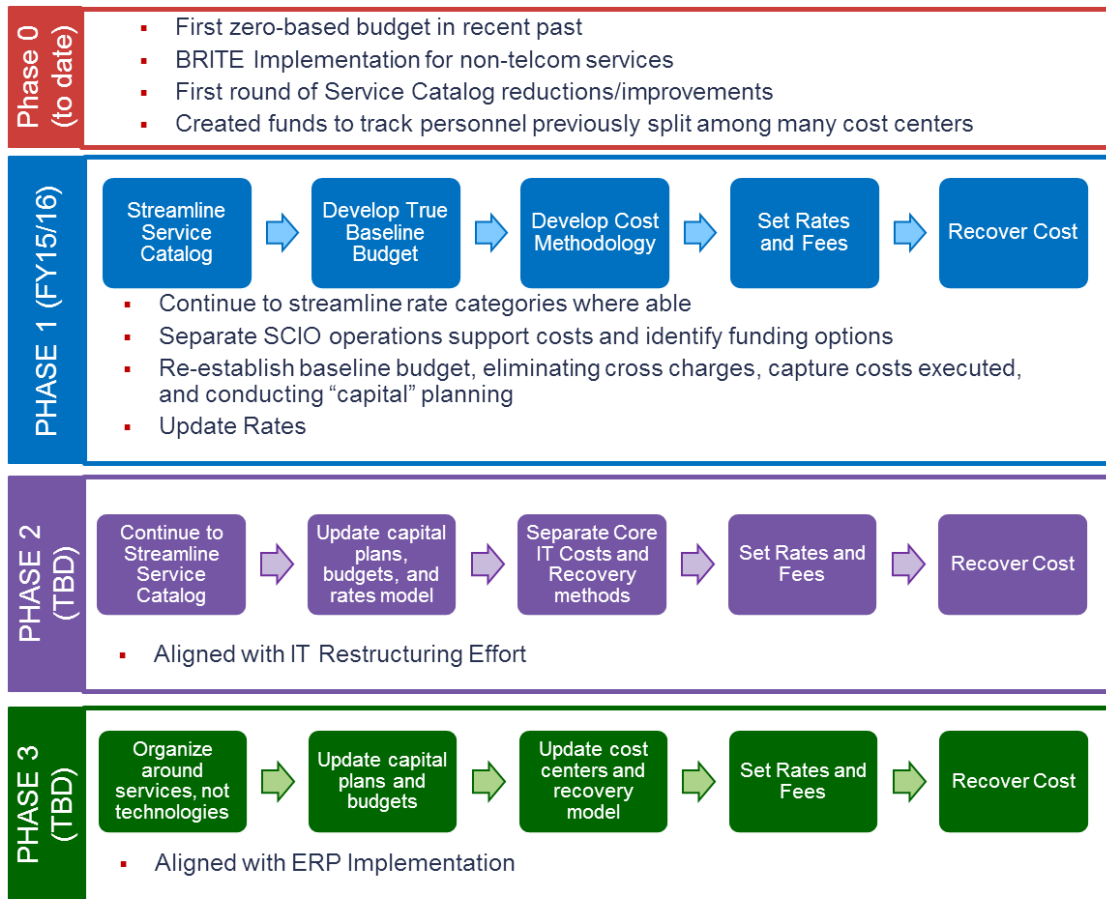 Phase 0
(to date)
▪ First zero-based budget in recent past
▪ BRITE Implementation for non-telcom services
▪ First round of Service Catalog reductions/improvements
▪ Created funds to track personnel previously split among many cost centers
PHASE 1 (FY15/16)
Streamline
Service
Catalog
Develop True
Baseline
Budget
Develop Cost
Methodology
Set Rates
and Fees
Recover Cost
▪ Continue to streamline rate categories where able
▪ Separate SCIO operations support costs and identify funding options
▪ Re-establish baseline budget, eliminating cross charges, capture costs executed,
and conducting “capital” planning
▪ Update Rates
PHASE 2
(TBD)
Continue to
Streamline
Service
Catalog
Update capital
plans,
budgets, and
rates model
Separate Core
IT Costs and
Recovery
methods
Set Rates and
Fees
Recover Cost
▪ Aligned with IT Restructuring Effort
PHASE 3
(TBD)
Organize
around
services, not
technologies
Update capital
plans and
budgets
Update cost
centers and
recovery
model
Set Rates and
Fees
Recover Cost
▪ Aligned with ERP Implementation